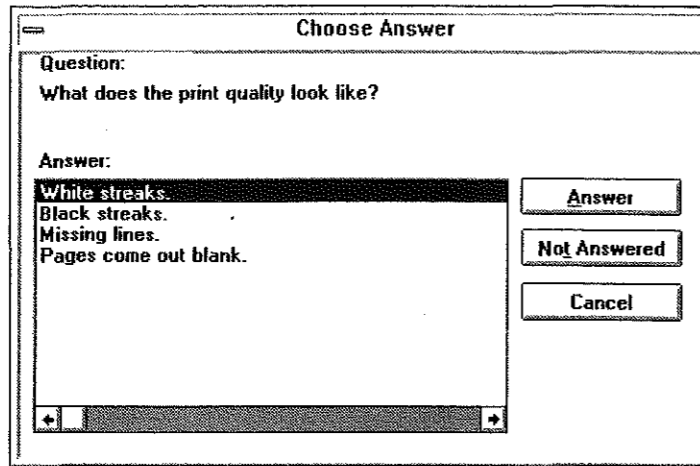 Choose Answer
Question:
What does the print quality look like?
Answer:
White streaks.
Black streaks.
Missing lines.
Pages come out blank.
Answer
Not Answered
Cancel